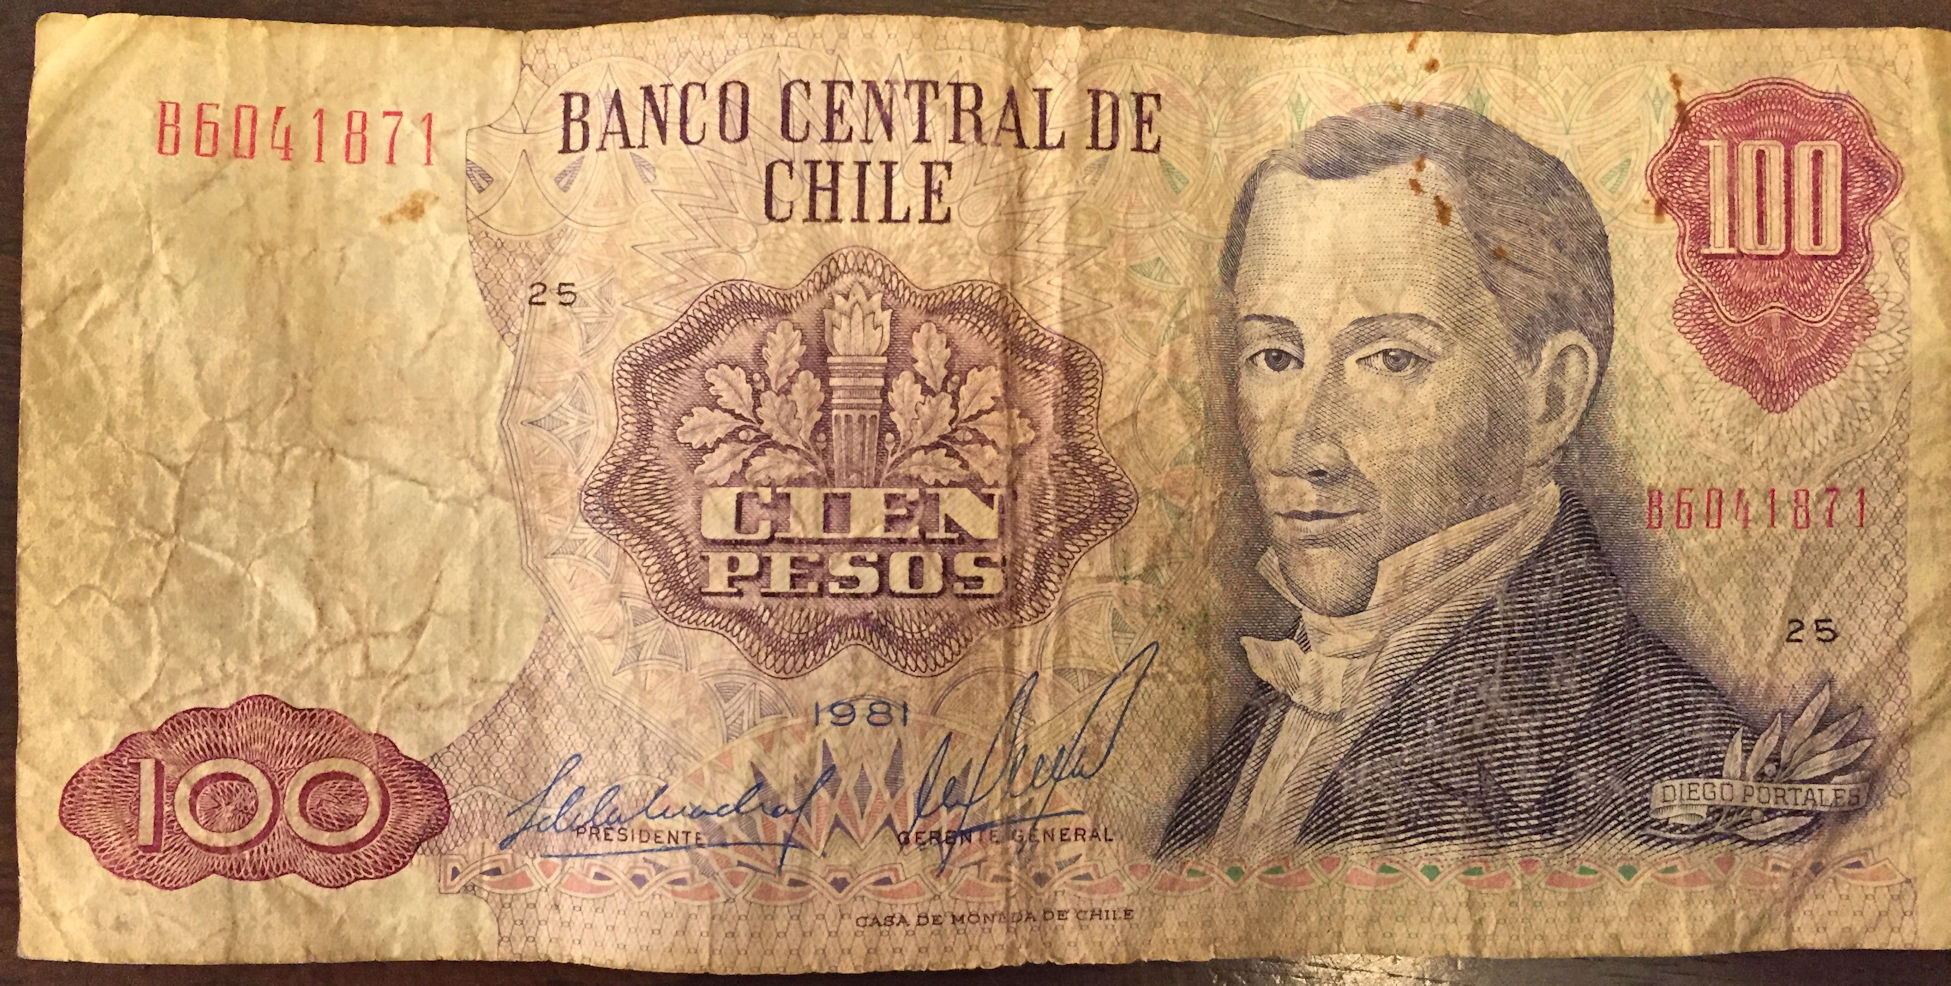 B6041871
BANCO CENTRAL DE
CHILE
100
25
CIEN
PESOS
B6041871
25
1981
100
PRESIDENTE
GERENTE GENERAL
DIEGO PORTALES
CASA DE MONEDA DE CHILE